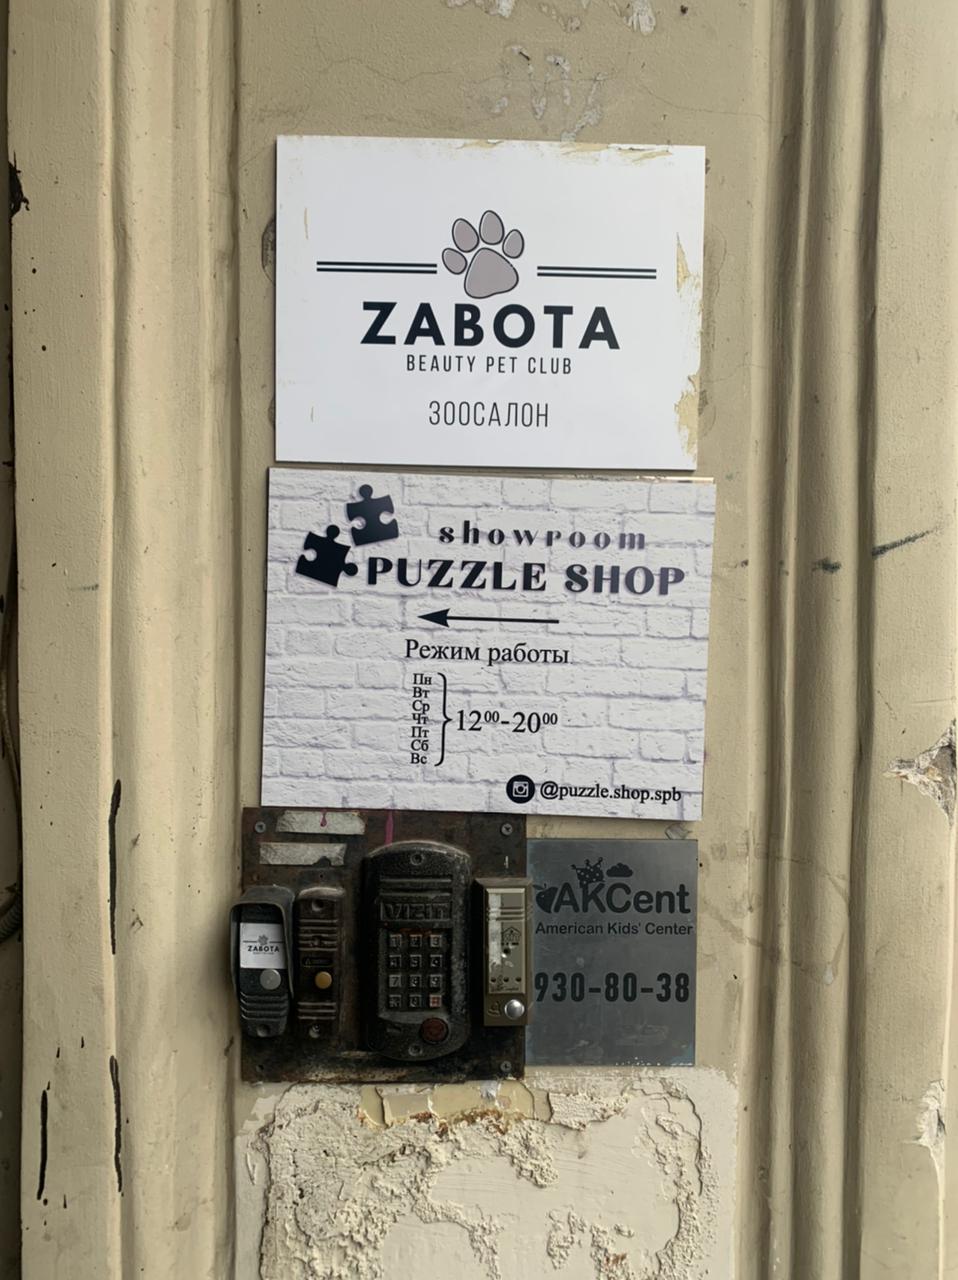 ZABOTA
BEAUTY PET CLUB
ЗООСАЛОН
showroom
PUZZLE SHOP
Режим работы
Пн
Вт
Ср
Чт
Пт
Сб
Вс
12⁰⁰-20⁰⁰
@puzzle.shop.spb
AKCent
American Kids' Center
930-80-38
VIZIT
ZABOTA